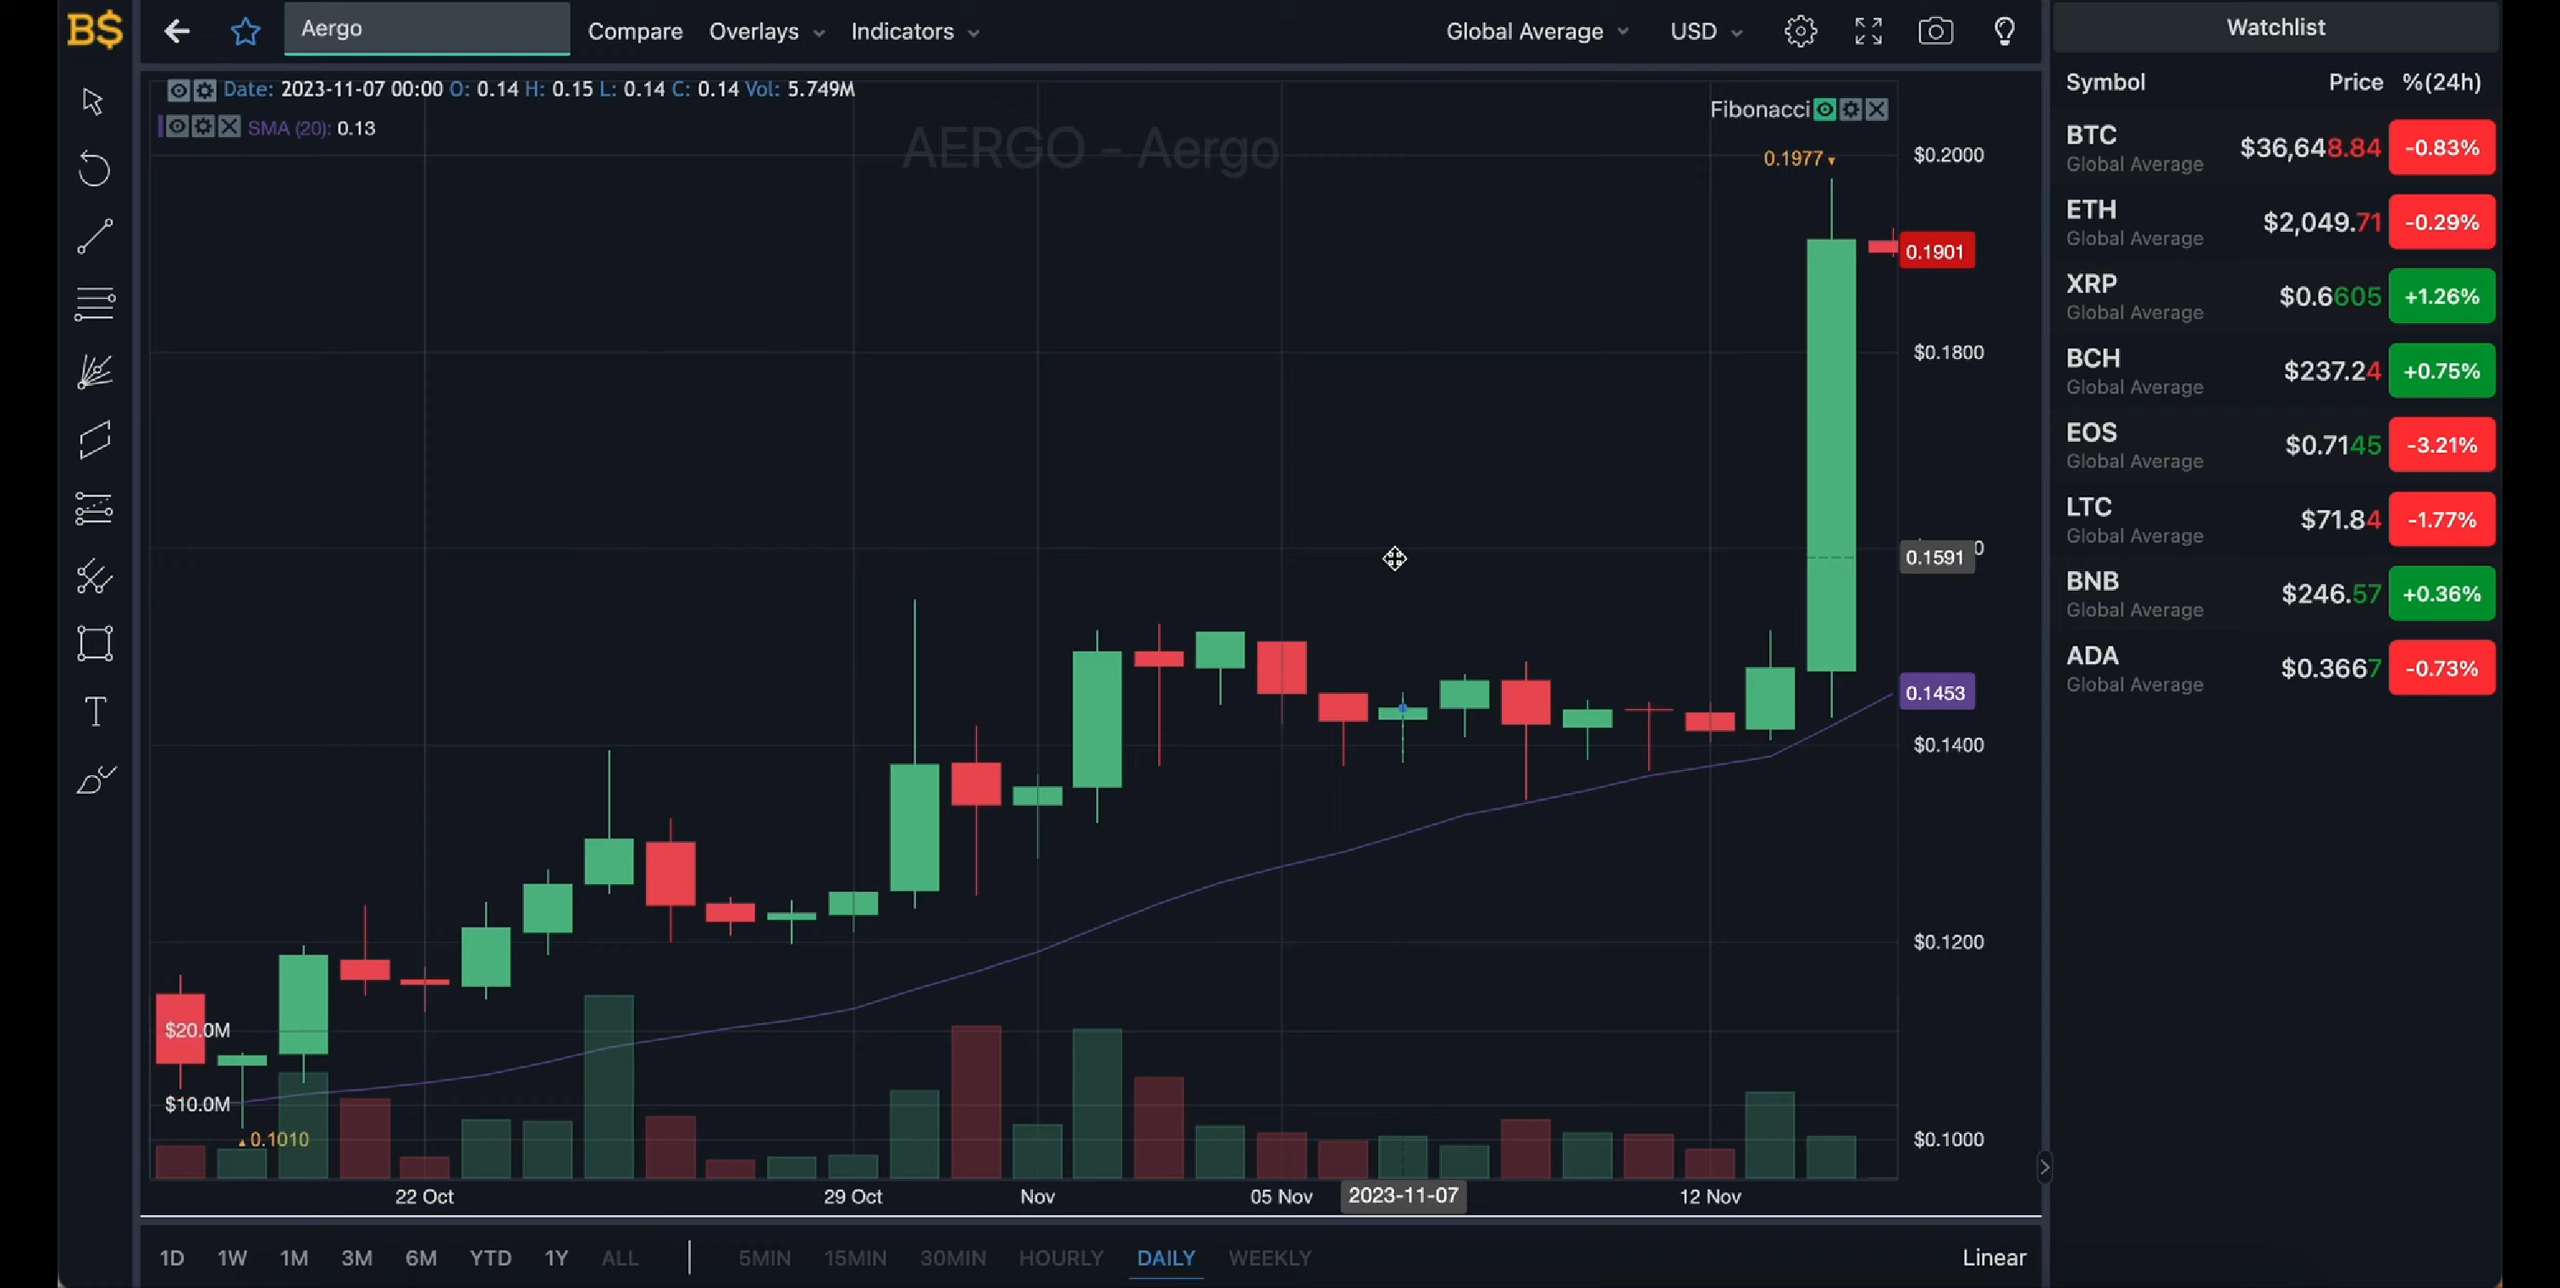 B$
Aergo
Compare
Overlays
Indicators
Global Average
USD
Date: 2023-11-07 00:00 O: 0.14 H: 0.15 L: 0.14 C: 0.14 Vol: 5.749M
SMA (20): 0.13
AERGO - Aergo
Fibonacci
0.1977
$0.2000
0.1901
$0.1800
0.1591
0.1453
$0.1400
$0.1200
$0.1000
$20.0M
$10.0M
0.1010
22 Oct
29 Oct
Nov
05 Nov
2023-11-07
12 Nov
1D 1W 1M 3M 6M YTD 1Y ALL
5MIN 15MIN 30MIN HOURLY DAILY WEEKLY
Linear
Watchlist
Symbol Price %(24h)
BTC $36,648.84 -0.83%
Global Average
ETH $2,049.71 -0.29%
Global Average
XRP $0.6605 +1.26%
Global Average
BCH $237.24 +0.75%
Global Average
EOS $0.7145 -3.21%
Global Average
LTC $71.84 -1.77%
Global Average
BNB $246.57 +0.36%
Global Average
ADA $0.3667 -0.73%
Global Average